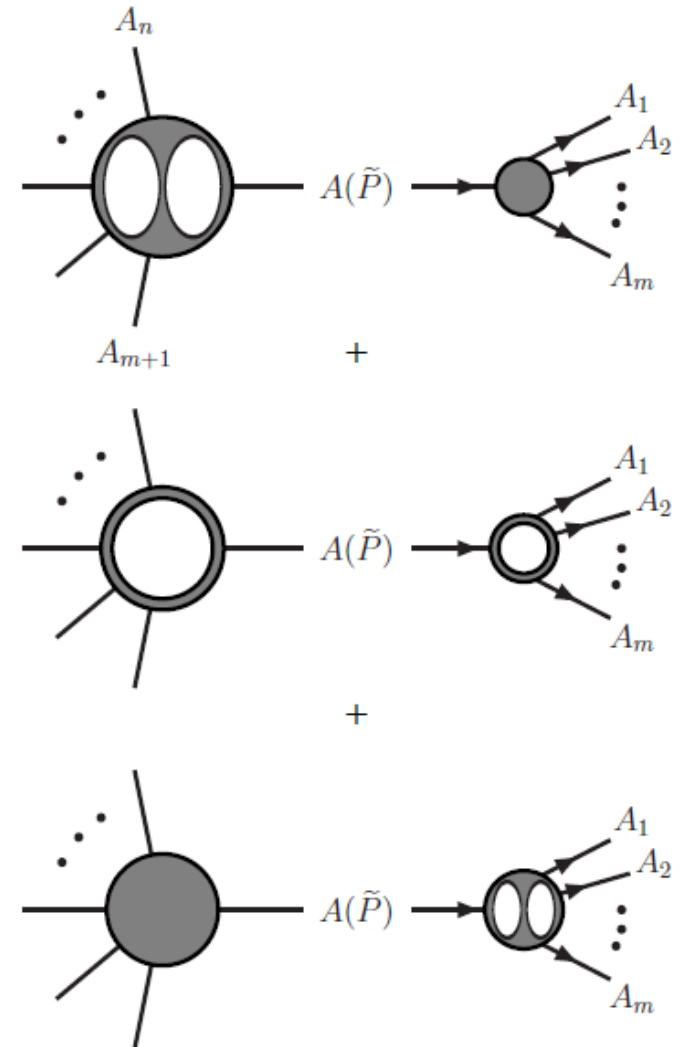 A_n
A(\widetilde{P}) A_1
A_2
A_m
A_{m+1}
+
A(\widetilde{P}) A_1
A_2
A_m
+
A(\widetilde{P}) A_1
A_2
A_m